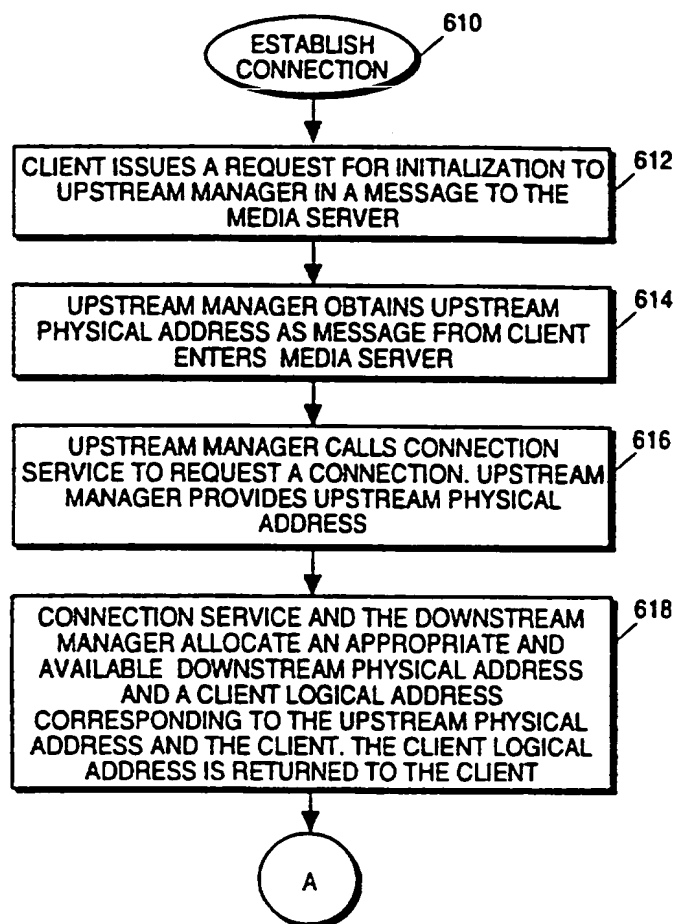 610
ESTABLISH
CONNECTION
612
CLIENT ISSUES A REQUEST FOR INITIALIZATION TO
UPSTREAM MANAGER IN A MESSAGE TO THE
MEDIA SERVER
614
UPSTREAM MANAGER OBTAINS UPSTREAM
PHYSICAL ADDRESS AS MESSAGE FROM CLIENT
ENTERS MEDIA SERVER
616
UPSTREAM MANAGER CALLS CONNECTION
SERVICE TO REQUEST A CONNECTION. UPSTREAM
MANAGER PROVIDES UPSTREAM PHYSICAL
ADDRESS
618
CONNECTION SERVICE AND THE DOWNSTREAM
MANAGER ALLOCATE AN APPROPRIATE AND
AVAILABLE DOWNSTREAM PHYSICAL ADDRESS
AND A CLIENT LOGICAL ADDRESS
CORRESPONDING TO THE UPSTREAM PHYSICAL
ADDRESS AND THE CLIENT. THE CLIENT LOGICAL
ADDRESS IS RETURNED TO THE CLIENT
A